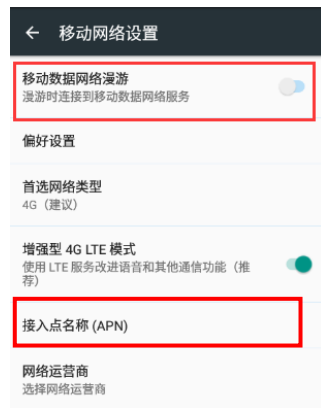 移动网络设置
移动数据网络漫游
漫游时连接到移动数据网络服务
偏好设置
首选网络类型
4G（建议）
增强型 4G LTE 模式
使用 LTE 服务改进语音和其他通信功能（推
荐）
接入点名称 (APN)
网络运营商
选择网络运营商